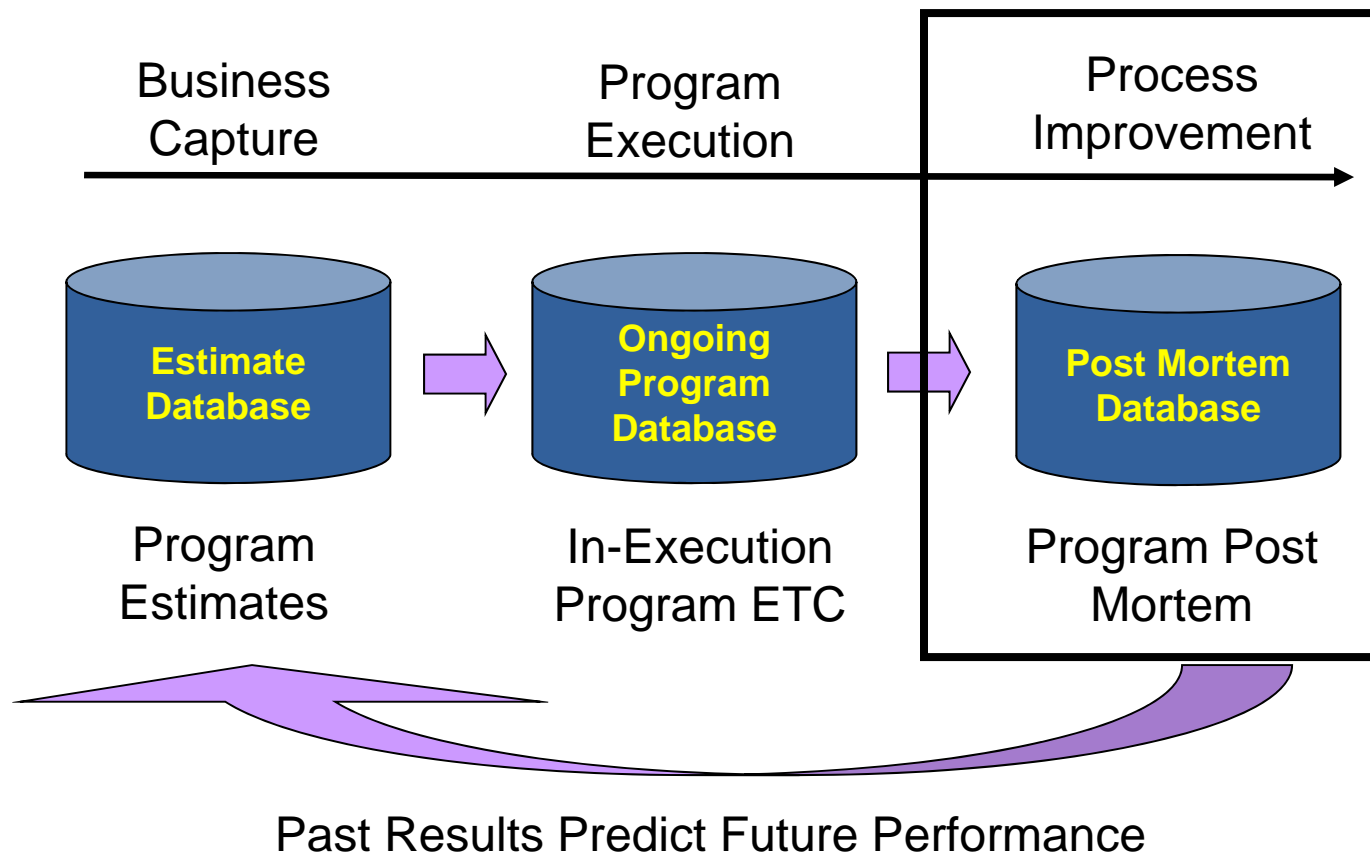 Business
Capture
Program
Execution
Process
Improvement
Estimate
Database
Ongoing
Program
Database
Post Mortem
Database
Program
Estimates
In-Execution
Program ETC
Program Post
Mortem
Past Results Predict Future Performance